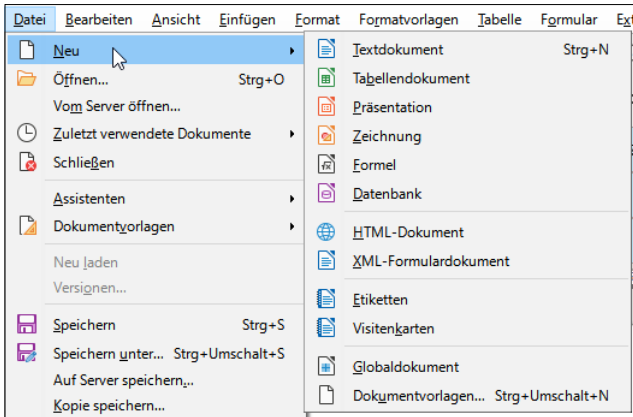 Datei Bearbeiten Ansicht Einfügen Format Formatvorlagen Tabelle Formular
Neu
Öffnen... Strg+O
Vom Server öffnen...
Zuletzt verwendete Dokumente
Schließen
Assistenten
Dokumentvorlagen
Neu laden
Versionen...
Speichern Strg+S
Speichern unter... Strg+Umschalt+S
Auf Server speichern...
Kopie speichern...
Textdokument Strg+N
Tabellendokument
Präsentation
Zeichnung
Formel
Datenbank
HTML-Dokument
XML-Formulardokument
Etiketten
Visitenkarten
Globaldokument
Dokumentvorlagen... Strg+Umschalt+N